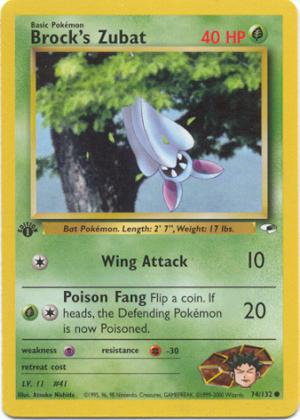 Basic Pokémon
Brock's Zubat 40 HP
EDITION
1
Bat Pokémon. Length: 2' 7", Weight: 17 lbs.
Wing Attack 10
Poison Fang Flip a coin. If
heads, the Defending Pokémon
is now Poisoned. 20
weakness resistance -30
retreat cost
LV. 11 #41
Illus. Atsuko Nishida ©1995, 96, 98 Nintendo, Creatures, GAMEFREAK. ©1999-2000 Wizards. 74/132